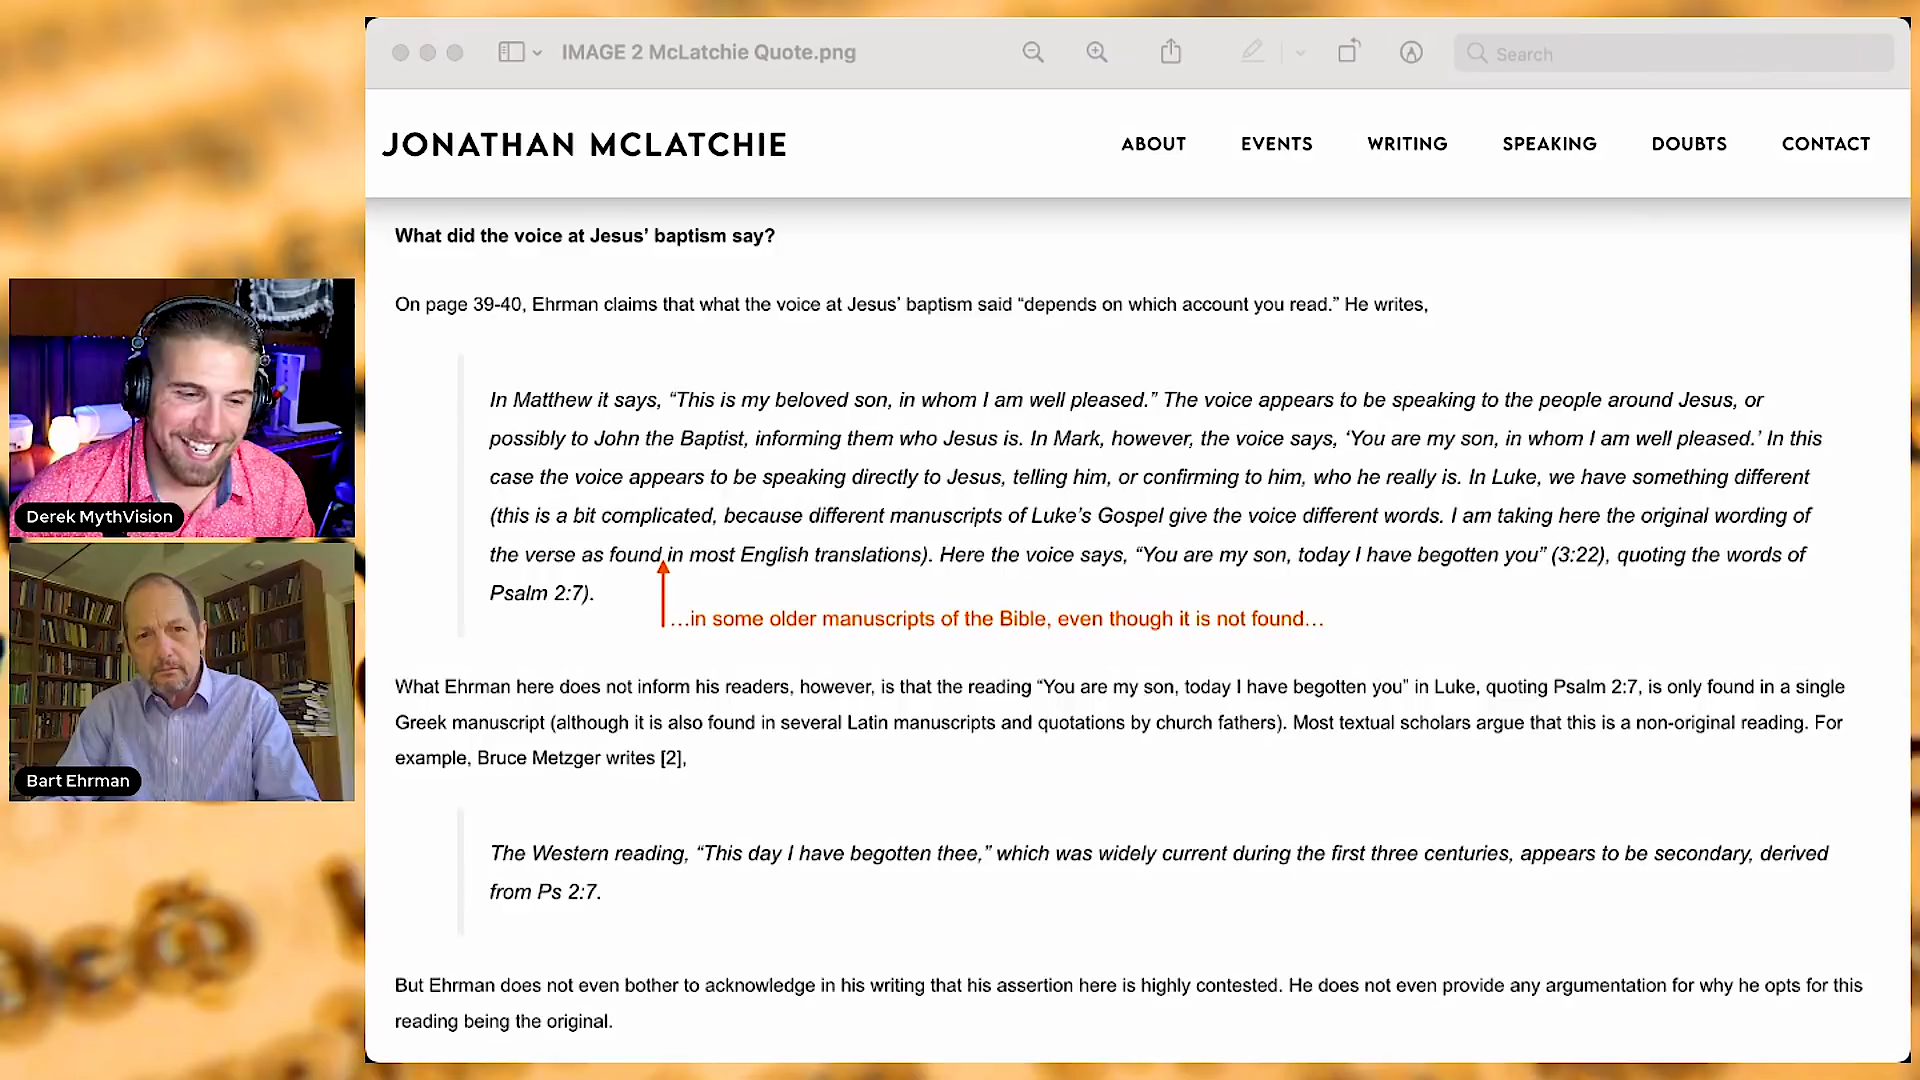 IMAGE 2 McLatchie Quote.png
Search
JONATHAN MCLATCHIE
ABOUT EVENTS WRITING SPEAKING DOUBTS CONTACT
What did the voice at Jesus’ baptism say?
On page 39-40, Ehrman claims that what the voice at Jesus’ baptism said “depends on which account you read.” He writes,
In Matthew it says, “This is my beloved son, in whom I am well pleased.” The voice appears to be speaking to the people around Jesus, or
possibly to John the Baptist, informing them who Jesus is. In Mark, however, the voice says, ‘You are my son, in whom I am well pleased.’ In this
case the voice appears to be speaking directly to Jesus, telling him, or confirming to him, who he really is. In Luke, we have something different
(this is a bit complicated, because different manuscripts of Luke’s Gospel give the voice different words. I am taking here the original wording of
the verse as found in most English translations). Here the voice says, “You are my son, today I have begotten you” (3:22), quoting the words of
Psalm 2:7).
…in some older manuscripts of the Bible, even though it is not found…
What Ehrman here does not inform his readers, however, is that the reading “You are my son, today I have begotten you” in Luke, quoting Psalm 2:7, is only found in a single
Greek manuscript (although it is also found in several Latin manuscripts and quotations by church fathers). Most textual scholars argue that this is a non-original reading. For
example, Bruce Metzger writes [2],
The Western reading, “This day I have begotten thee,” which was widely current during the first three centuries, appears to be secondary, derived
from Ps 2:7.
But Ehrman does not even bother to acknowledge in his writing that his assertion here is highly contested. He does not even provide any argumentation for why he opts for this
reading being the original.
Derek MythVision
Bart Ehrman